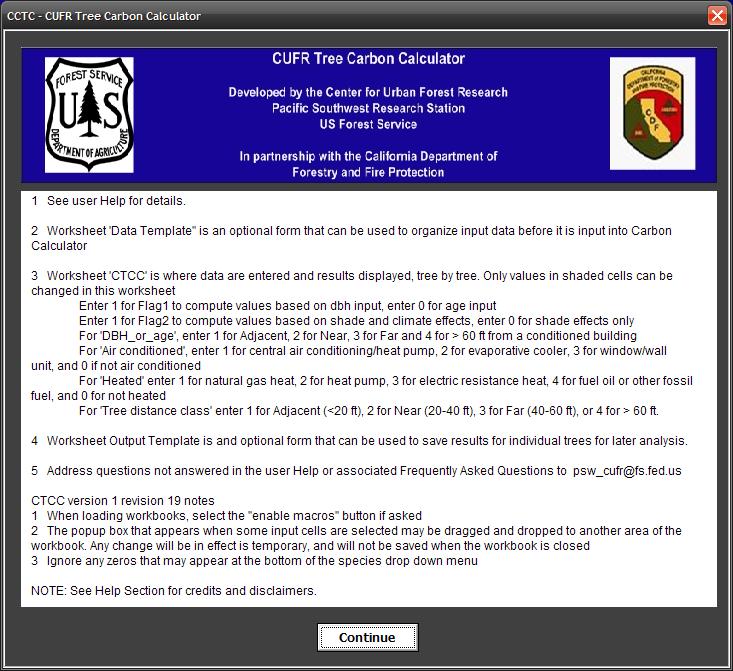 CCTC - CUFR Tree Carbon Calculator
CUFR Tree Carbon Calculator
Developed by the Center for Urban Forest Research
Pacific Southwest Research Station
US Forest Service
In partnership with the California Department of
Forestry and Fire Protection
FOREST SERVICE
U S
DEPARTMENT OF AGRICULTURE
CALIFORNIA
CDF
1 See user Help for details.
2 Worksheet 'Data Template" is an optional form that can be used to organize input data before it is input into Carbon
Calculator
3 Worksheet 'CTCC' is where data are entered and results displayed, tree by tree. Only values in shaded cells can be
changed in this worksheet
Enter 1 for Flag1 to compute values based on dbh input, enter 0 for age input
Enter 1 for Flag2 to compute values based on shade and climate effects, enter 0 for shade effects only
For 'DBH_or_age', enter 1 for Adjacent, 2 for Near, 3 for Far and 4 for > 60 ft from a conditioned building
For 'Air conditioned', enter 1 for central air conditioning/heat pump, 2 for evaporative cooler, 3 for window/wall
unit, and 0 if not air conditioned
For 'Heated' enter 1 for natural gas heat, 2 for heat pump, 3 for electric resistance heat, 4 for fuel oil or other fossil
fuel, and 0 for not heated
For 'Tree distance class' enter 1 for Adjacent (<20 ft), 2 for Near (20-40 ft), 3 for Far (40-60 ft), or 4 for > 60 ft.
4 Worksheet Output Template is and optional form that can be used to save results for individual trees for later analysis.
5 Address questions not answered in the user Help or associated Frequently Asked Questions to psw_cufr@fs.fed.us
CTCC version 1 revision 19 notes
1 When loading workbooks, select the "enable macros" button if asked
2 The popup box that appears when some input cells are selected may be dragged and dropped to another area of the
workbook. Any change will be in effect is temporary, and will not be saved when the workbook is closed
3 Ignore any zeros that may appear at the bottom of the species drop down menu
NOTE: See Help Section for credits and disclaimers.
Continue